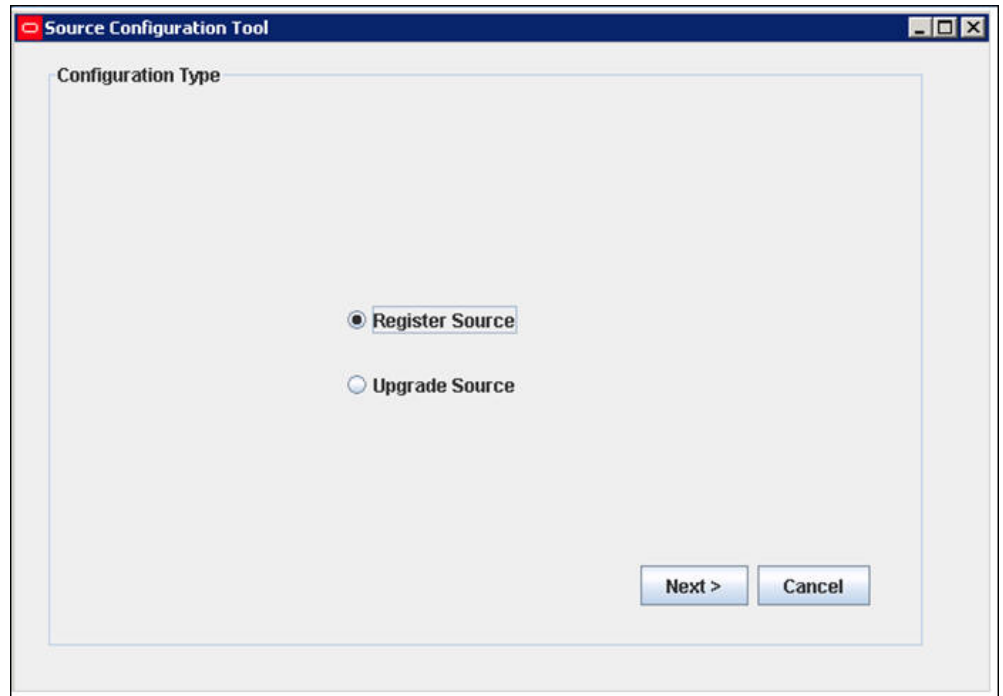 Source Configuration Tool
Configuration Type
Register Source
Upgrade Source
Next > Cancel